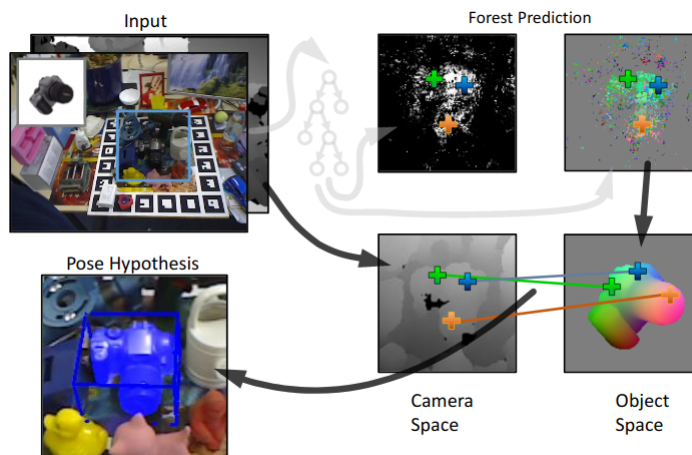 Input
Forest Prediction
Pose Hypothesis
Camera
Space
Object
Space